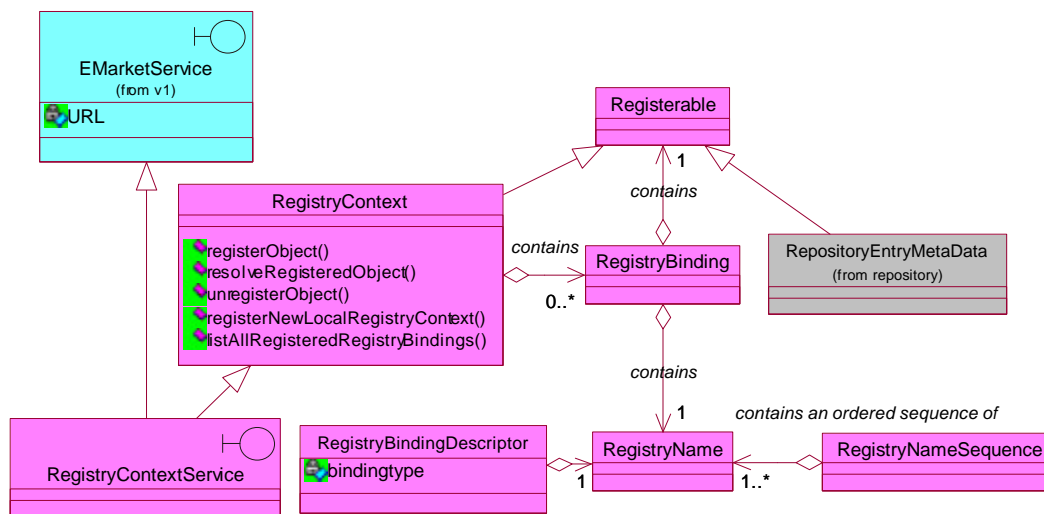 EMarketService
(from v1)
URL
Registerable
1
contains
RegistryContext
registerObject()
resolveRegisteredObject()
unregisterObject()
registerNewLocalRegistryContext()
listAllRegisteredRegistryBindings()
contains
0..*
RegistryBinding
RepositoryEntryMetaData
(from repository)
contains
1
contains an ordered sequence of
RegistryContextService
RegistryBindingDescriptor
bindingtype
1
RegistryName
1..*
RegistryNameSequence